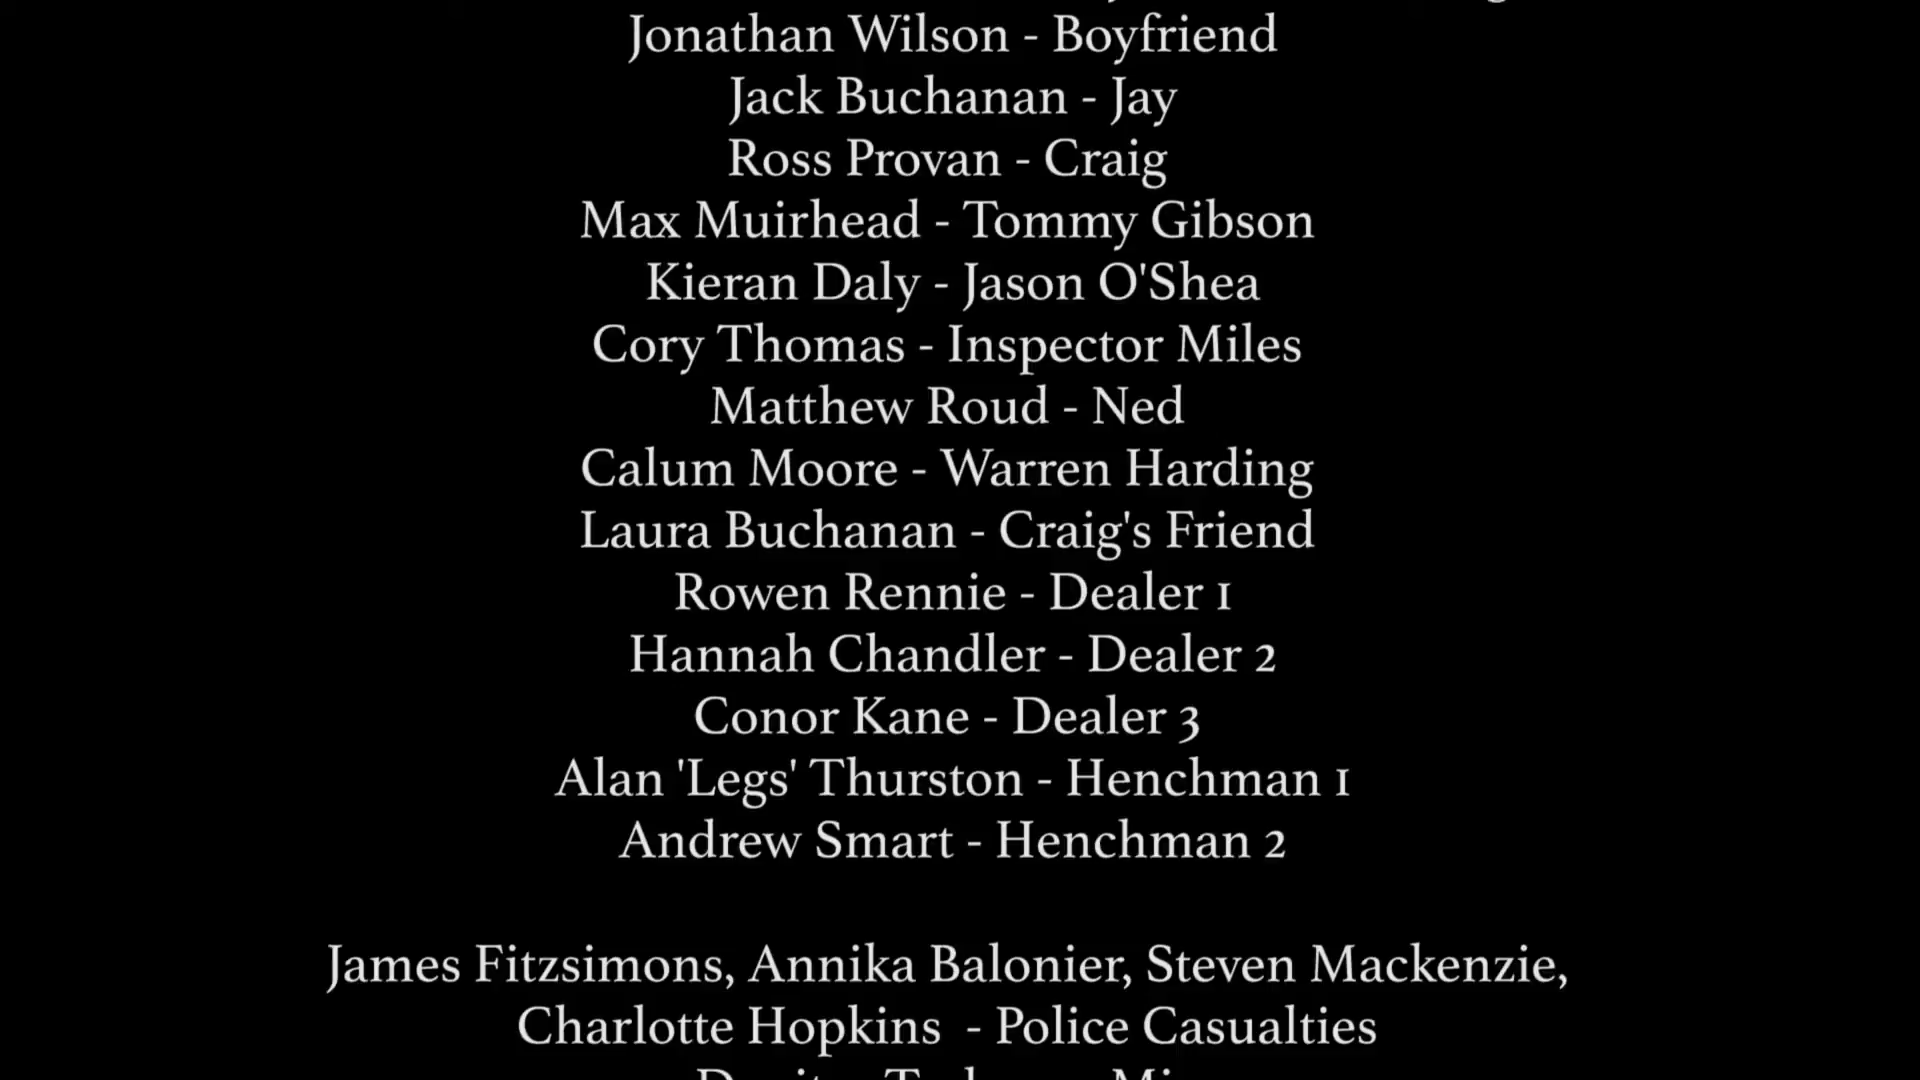 Jonathan Wilson - Boyfriend
Jack Buchanan - Jay
Ross Provan - Craig
Max Muirhead - Tommy Gibson
Kieran Daly - Jason O'Shea
Cory Thomas - Inspector Miles
Matthew Roud - Ned
Calum Moore - Warren Harding
Laura Buchanan - Craig's Friend
Rowen Rennie - Dealer 1
Hannah Chandler - Dealer 2
Conor Kane - Dealer 3
Alan 'Legs' Thurston - Henchman 1
Andrew Smart - Henchman 2
James Fitzsimons, Annika Balonier, Steven Mackenzie,
Charlotte Hopkins  - Police Casualties